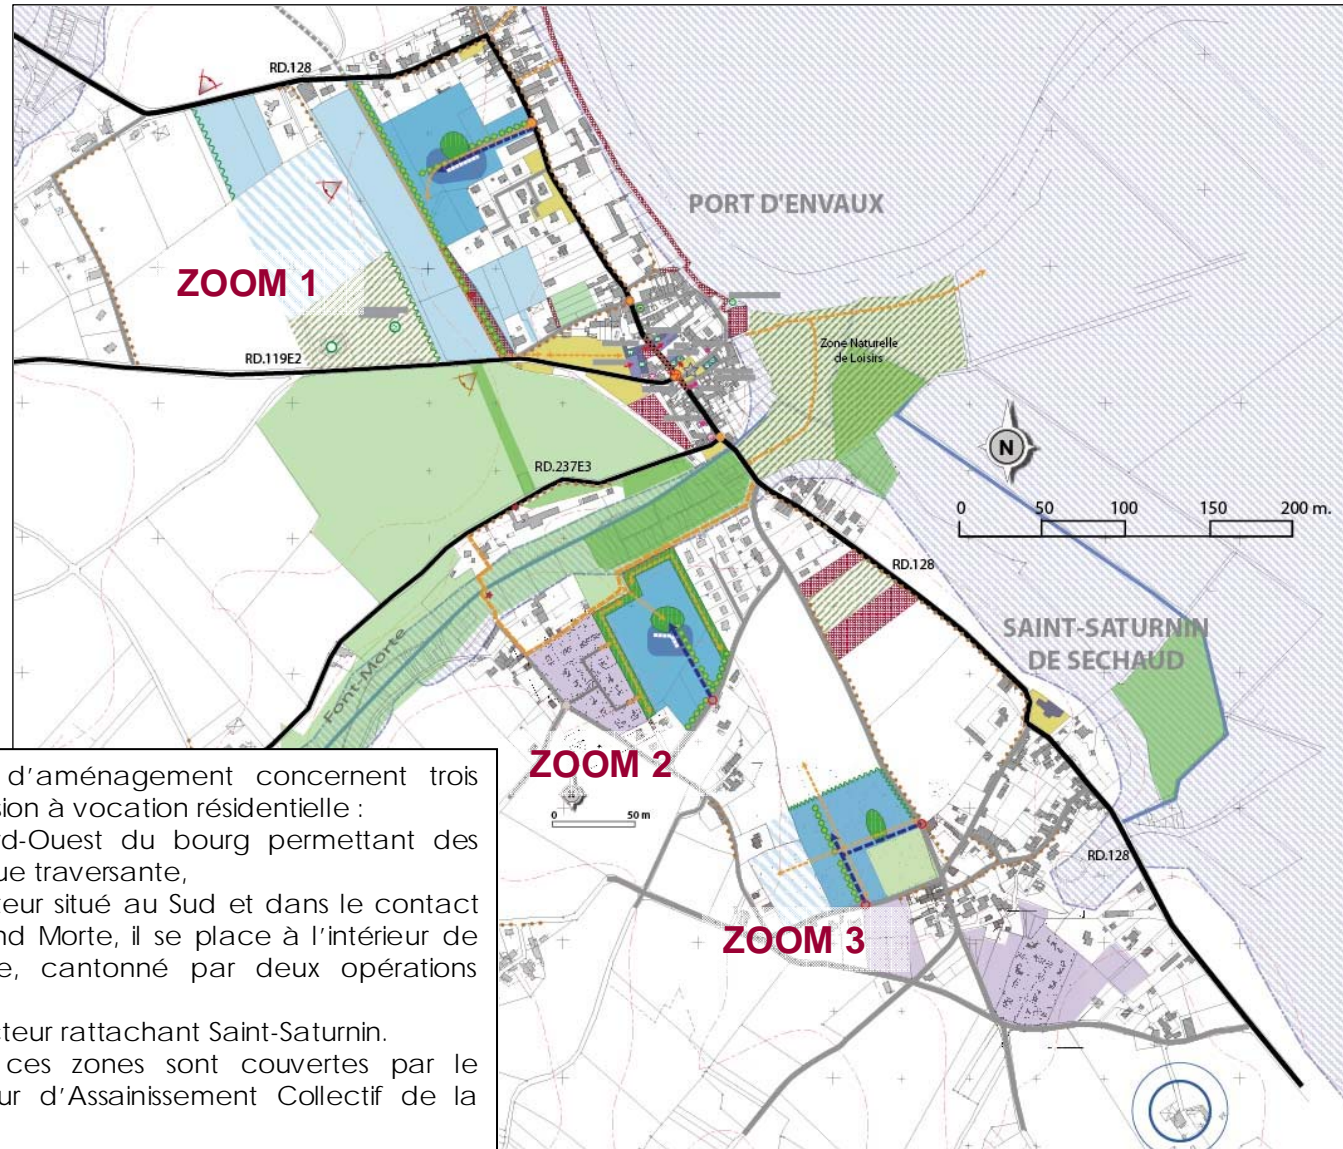 RD.128
PORT D'ENVAUX
ZOOM 1
Zone Naturelle
de Loisirs
RD.119E2
N
RD.237E3
0 50 100 150 200 m.
RD.128
SAINT-SATURNIN
DE SECHAUD
Font-Morte
ZOOM 2
0 50 m
ZOOM 3
RD.128
d'aménagement concernent trois
sion à vocation résidentielle :
rd-Ouest du bourg permettant des
ue traversante,
teur situé au Sud et dans le contact
nd Morte, il se place à l'intérieur de
e, cantonné par deux opérations
cteur rattachant Saint-Saturnin.
ces zones sont couvertes par le
ur d'Assainissement Collectif de la